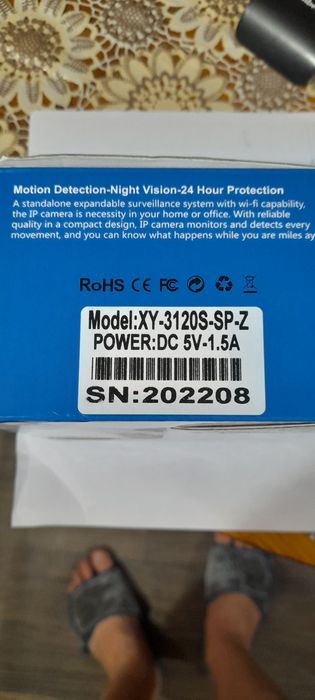 Motion Detection-Night Vision-24 Hour Protection
A standalone expandable surveillance system with wi-fi capability,
the IP camera is necessity in your home or office. With reliable
quality in a compact design, IP camera monitors and detects every
movement, and you can know what happens while you are miles ay
RoHS CE FC
Model:XY-3120S-SP-Z
POWER:DC 5V-1.5A
SN:202208